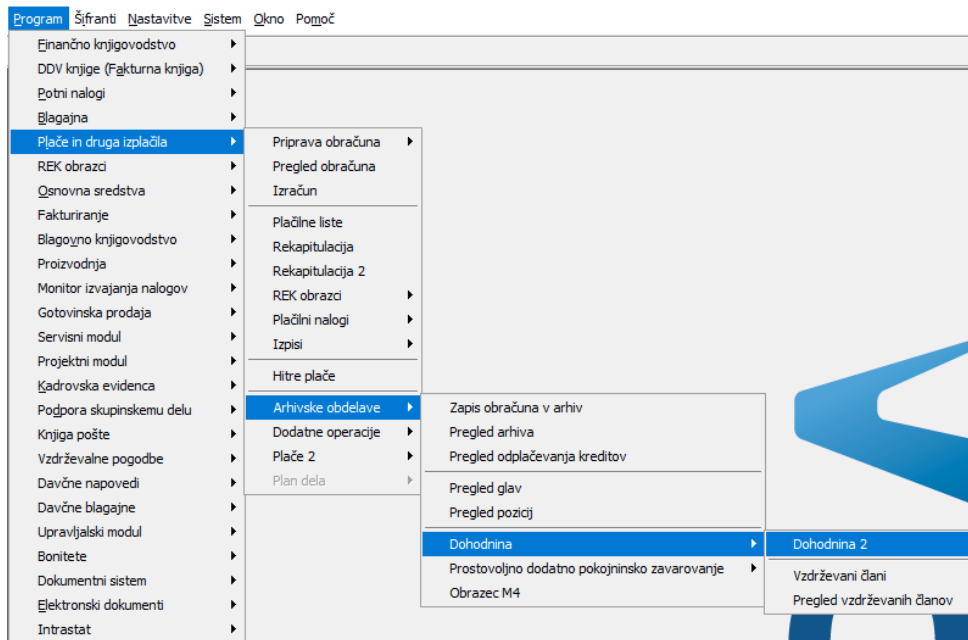 Program Šifranti Nastavitve Sistem Okno Pomoč
Finančno knjigovodstvo
DDV knjige (Fakturna knjiga)
Potni nalogi
Blagajna
Plače in druga izplačila
REK obrazci
Osnovna sredstva
Fakturiranje
Blagovno knjigovodstvo
Proizvodnja
Monitor izvajanja nalogov
Gotovinska prodaja
Servisni modul
Projektni modul
Kadrovska evidenca
Podpora skupinskemu delu
Knjiga pošte
Vzdrževalne pogodbe
Davčne napovedi
Davčne blagajne
Upravljalski modul
Bonitete
Dokumentni sistem
Elektronski dokumenti
Intrastat
Priprava obračuna
Pregled obračuna
Izračun
Plačilne liste
Rekapitulacija
Rekapitulacija 2
REK obrazci
Plačilni nalogi
Izpisi
Hitre plače
Arhivske obdelave
Dodatne operacije
Plače 2
Plan dela
Zapis obračuna v arhiv
Pregled arhiva
Pregled odplačevanja kreditov
Pregled glav
Pregled pozicij
Dohodnina
Prostovoljno dodatno pokojninsko zavarovanje
Obrazec M4
Dohodnina 2
Vzdrževani člani
Pregled vzdrževanih članov